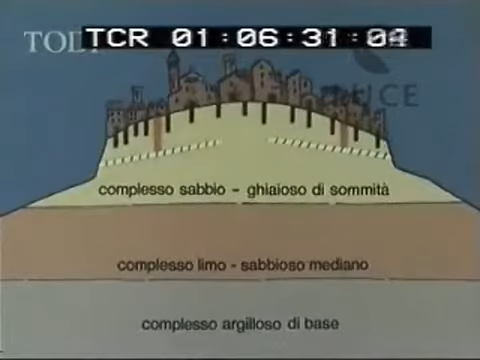 TODI
TCR 01:06:31:04
LUCE
complesso sabbio - ghiaioso di sommità
complesso limo - sabbioso mediano
complesso argilloso di base